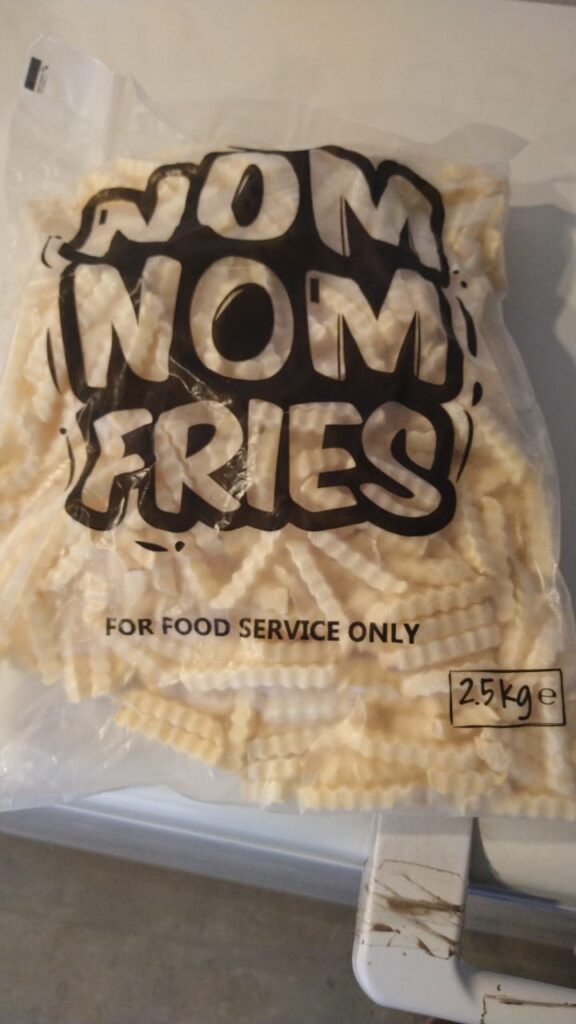 NOM
NOM
FRIES
FOR FOOD SERVICE ONLY
2.5kg e